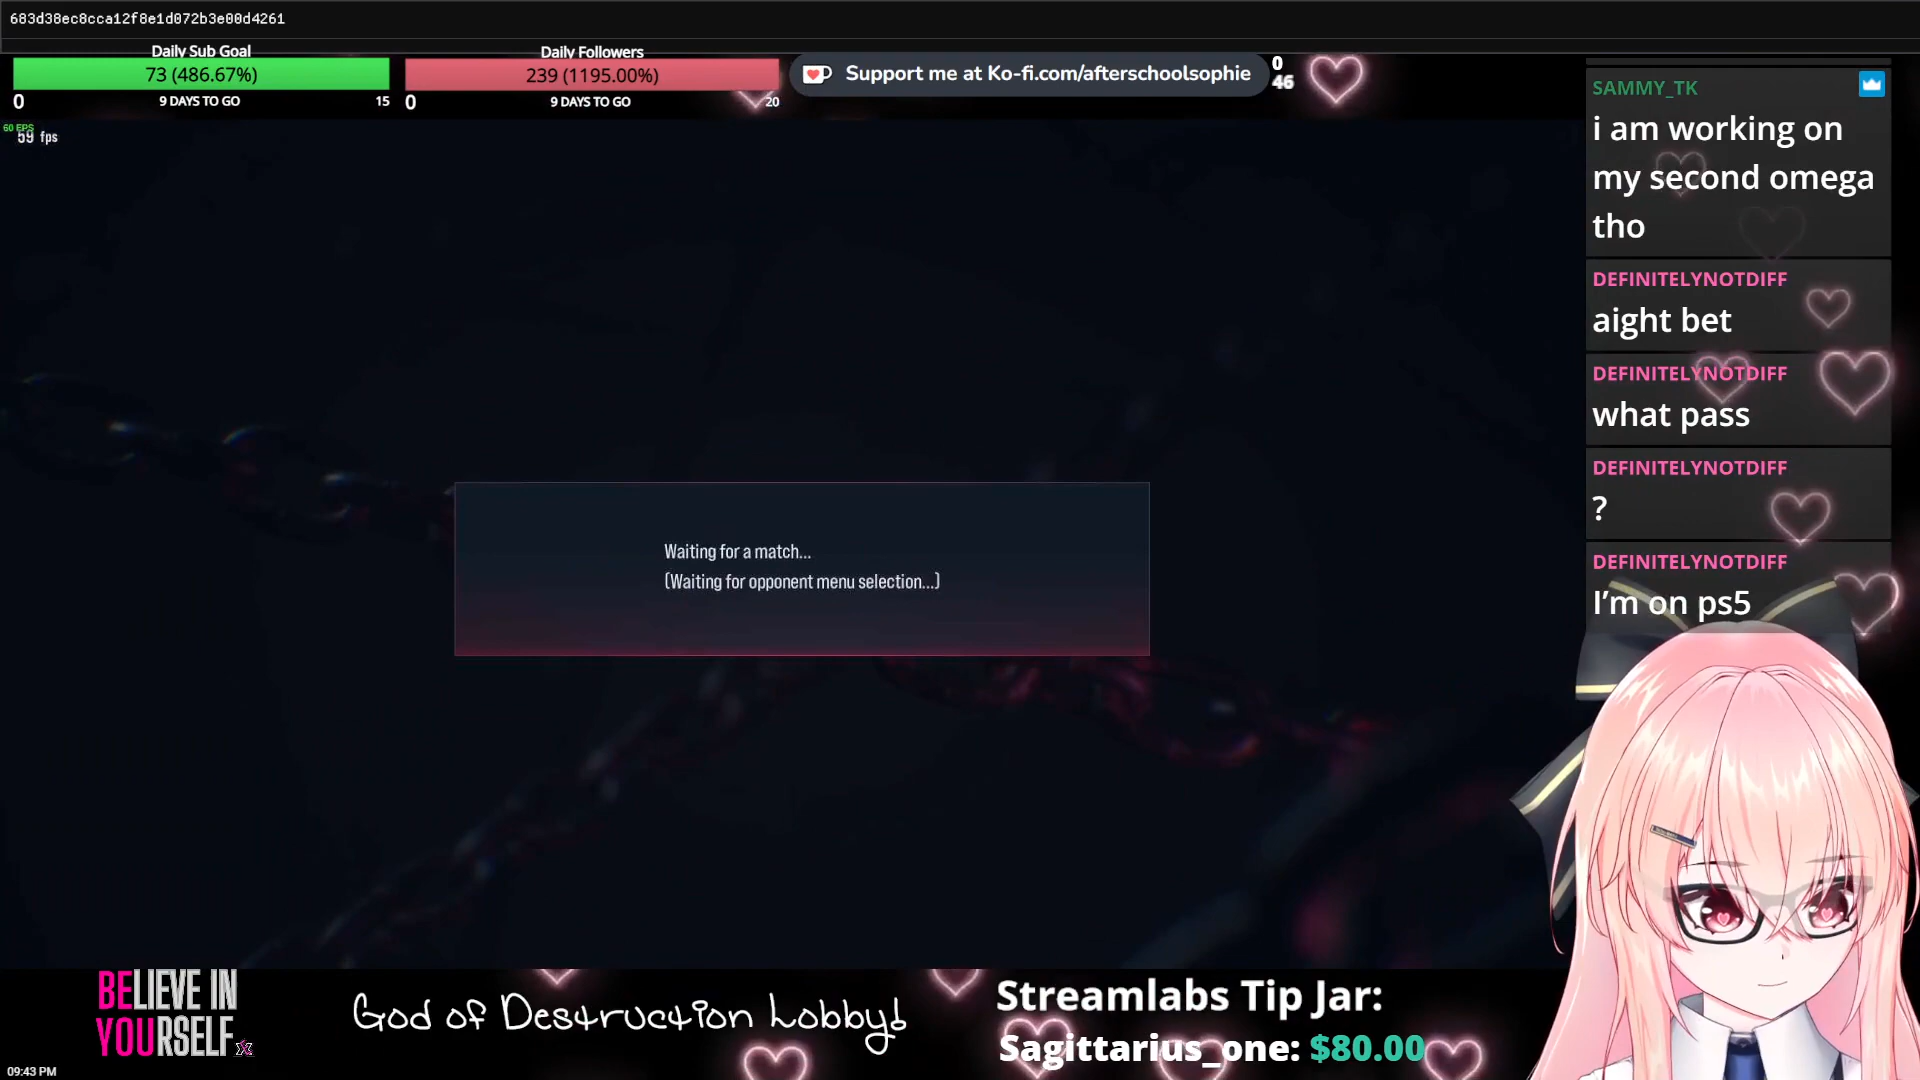 683d38ec8cca12f8e1d072b3e00d4261
Daily Sub Goal
73 (486.67%)
0 9 DAYS TO GO 15
Daily Followers
239 (1195.00%)
0 9 DAYS TO GO 20
Support me at Ko-fi.com/afterschoolsophie
0
46
60 FPS
59 fps
SAMMY_TK
i am working on
my second omega
tho
DEFINITELYNOTDIFF
aight bet
DEFINITELYNOTDIFF
what pass
DEFINITELYNOTDIFF
?
DEFINITELYNOTDIFF
I'm on ps5
Waiting for a match...
(Waiting for opponent menu selection...)
BELIEVE IN
YOURSELF
God of Destruction Lobby!
Streamlabs Tip Jar:
Sagittarius_one: $80.00
09:43 PM